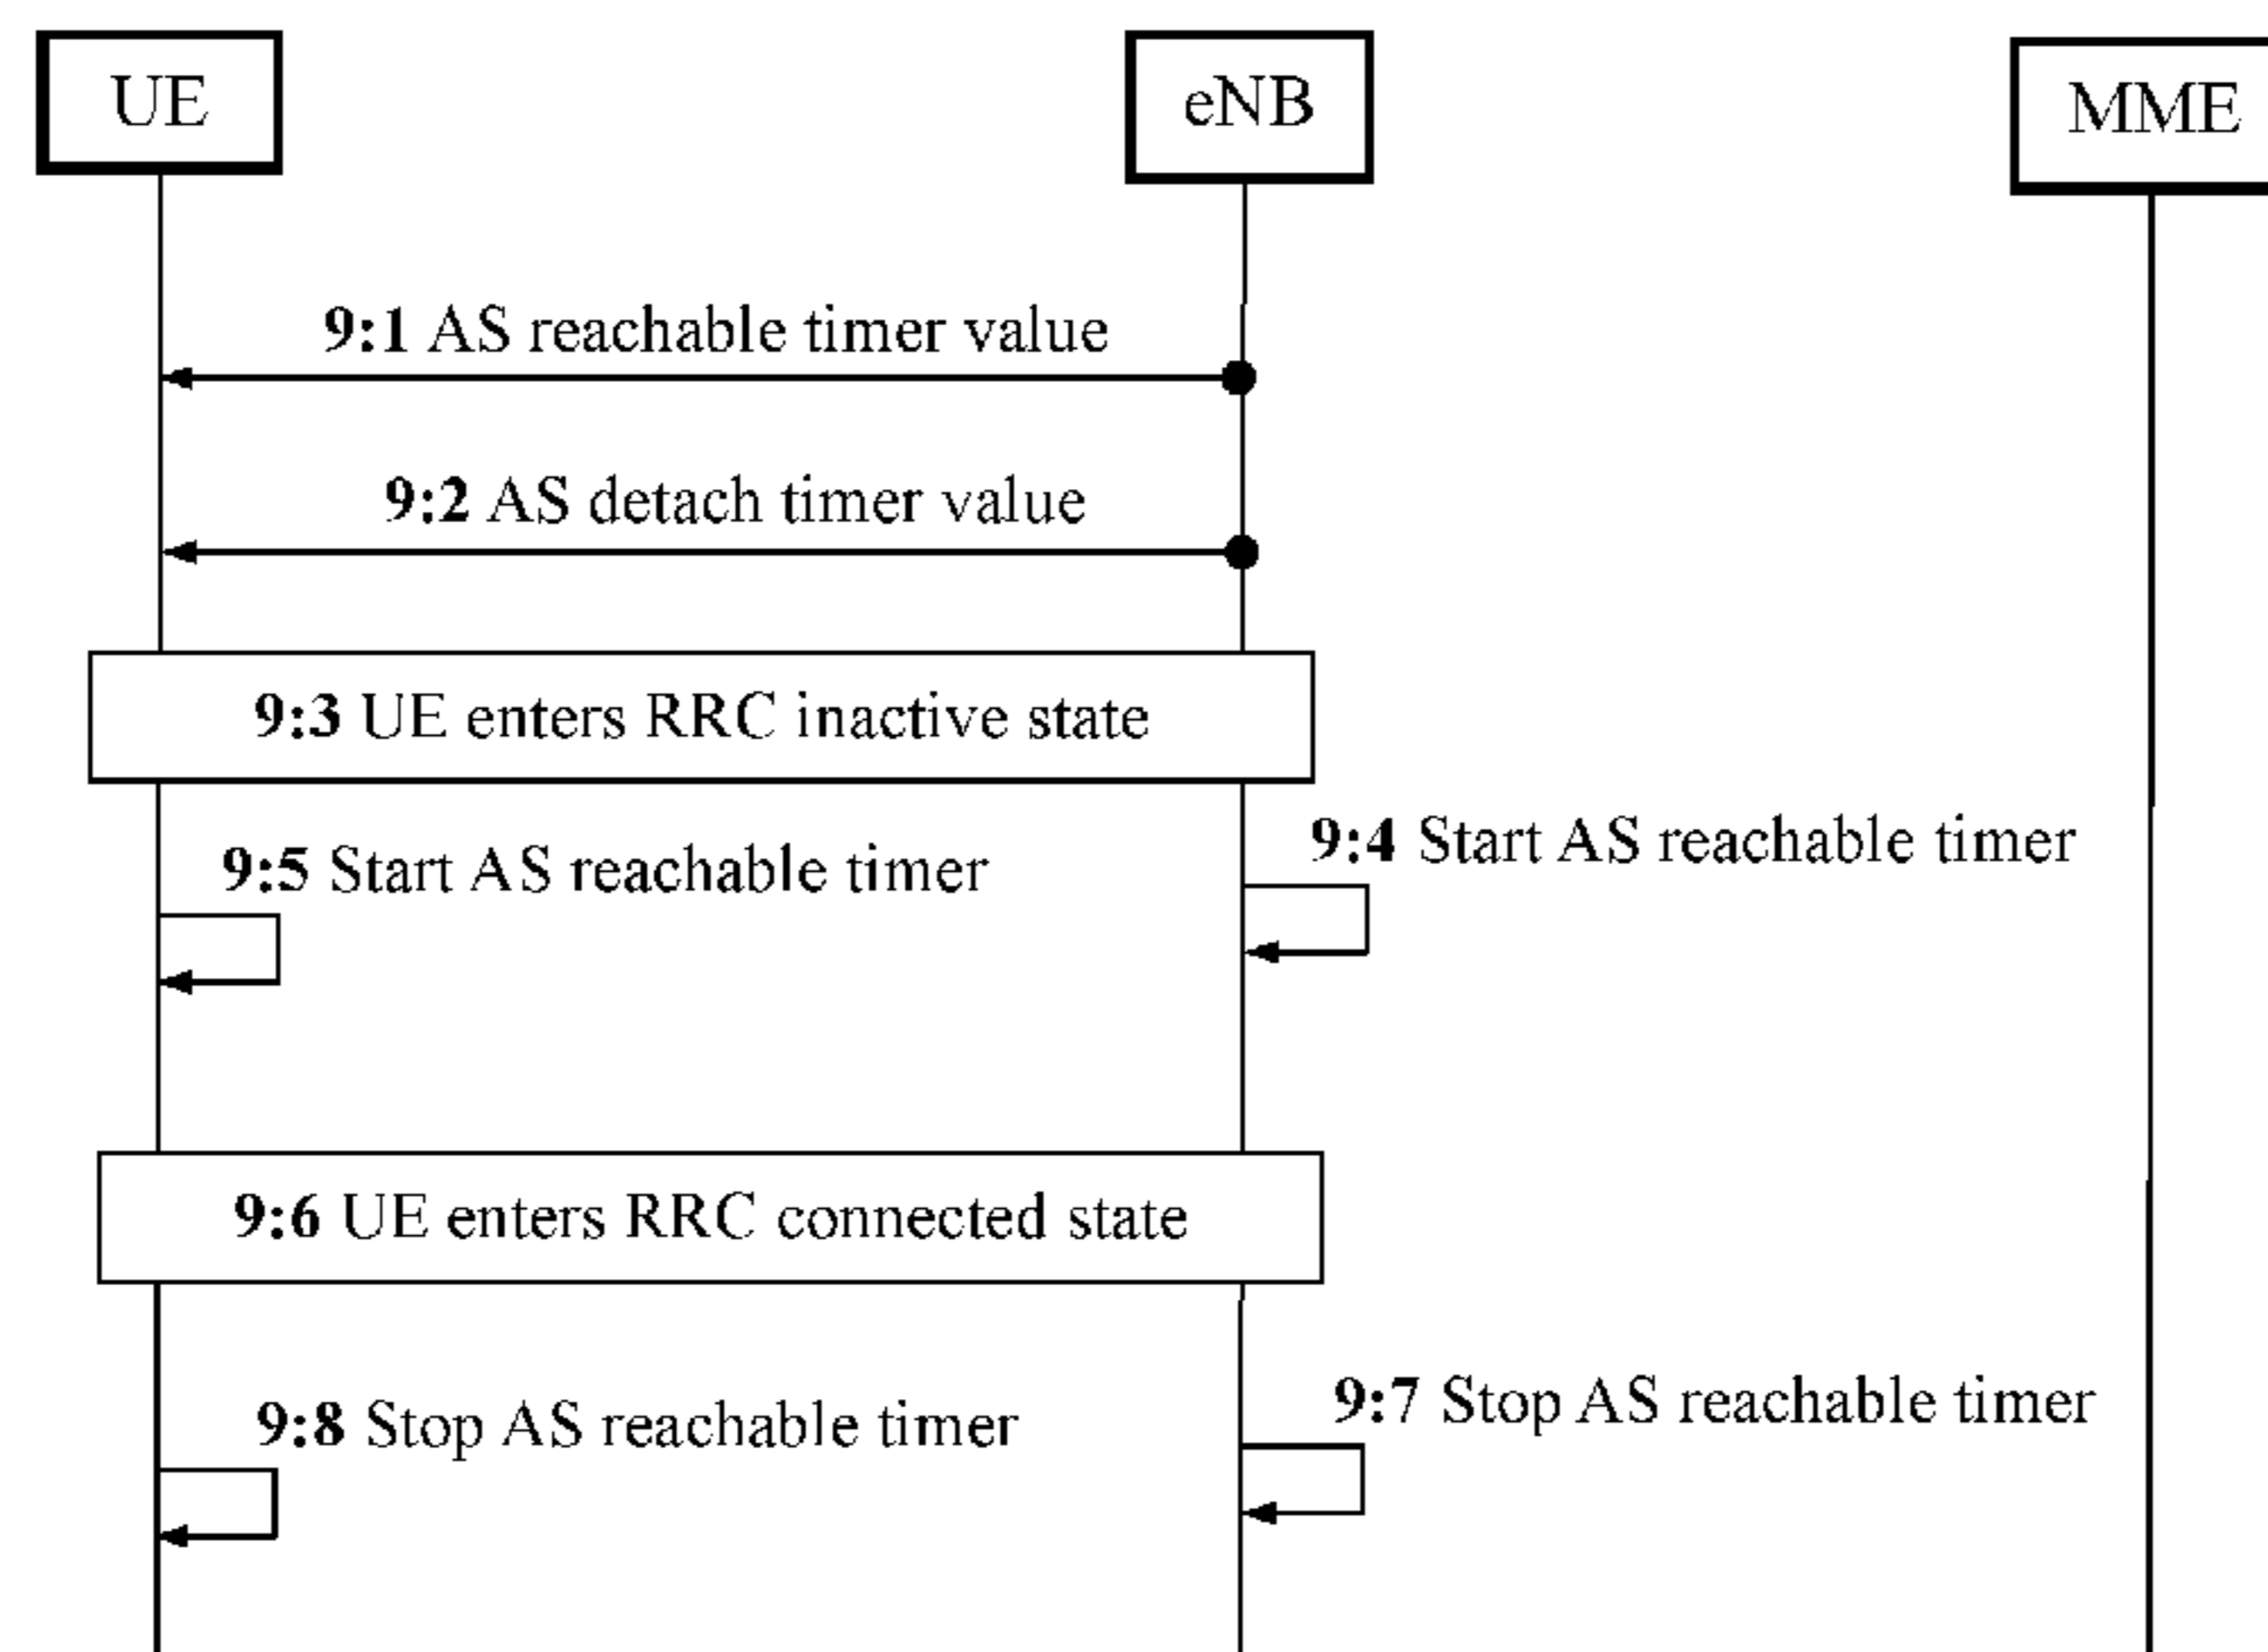 UE
eNB
MME
9:1 AS reachable timer value
9:2 AS detach timer value
9:3 UE enters RRC inactive state
9:4 Start AS reachable timer
9:5 Start AS reachable timer
9:6 UE enters RRC connected state
9:7 Stop AS reachable timer
9:8 Stop AS reachable timer